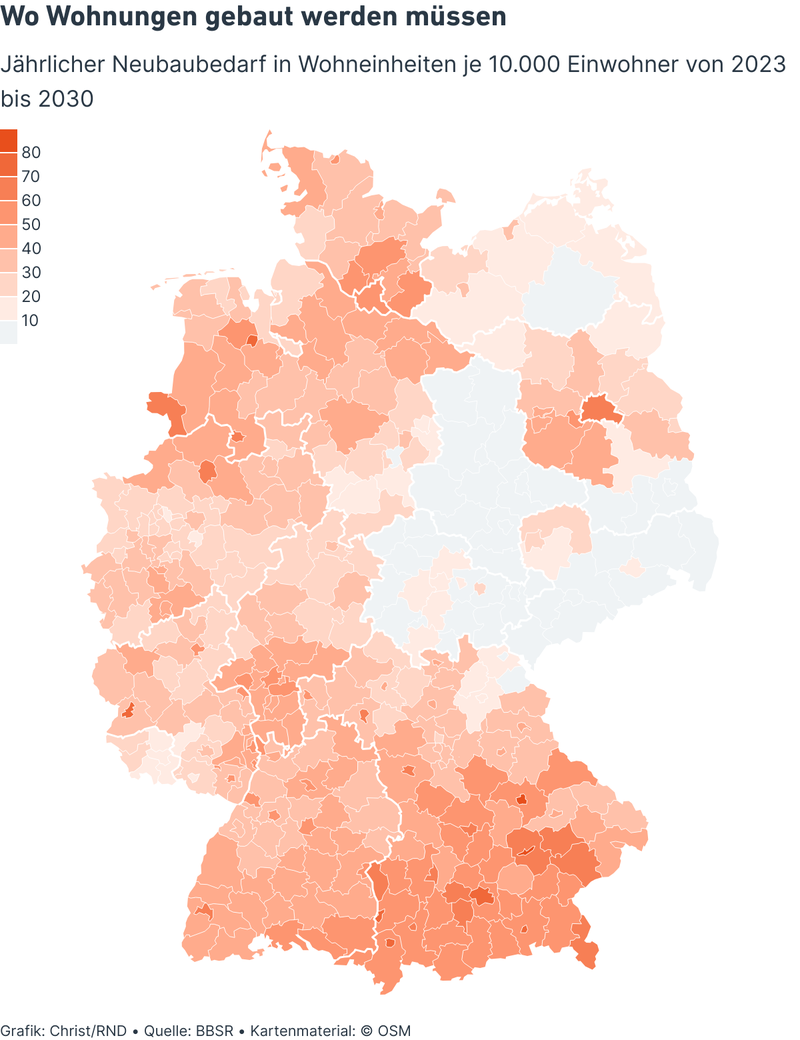 Wo Wohnungen gebaut werden müssen
Jährlicher Neubaubedarf in Wohneinheiten je 10.000 Einwohner von 2023
bis 2030
80
70
60
50
40
30
20
10
Grafik: Christ/RND • Quelle: BBSR • Kartenmaterial: © OSM